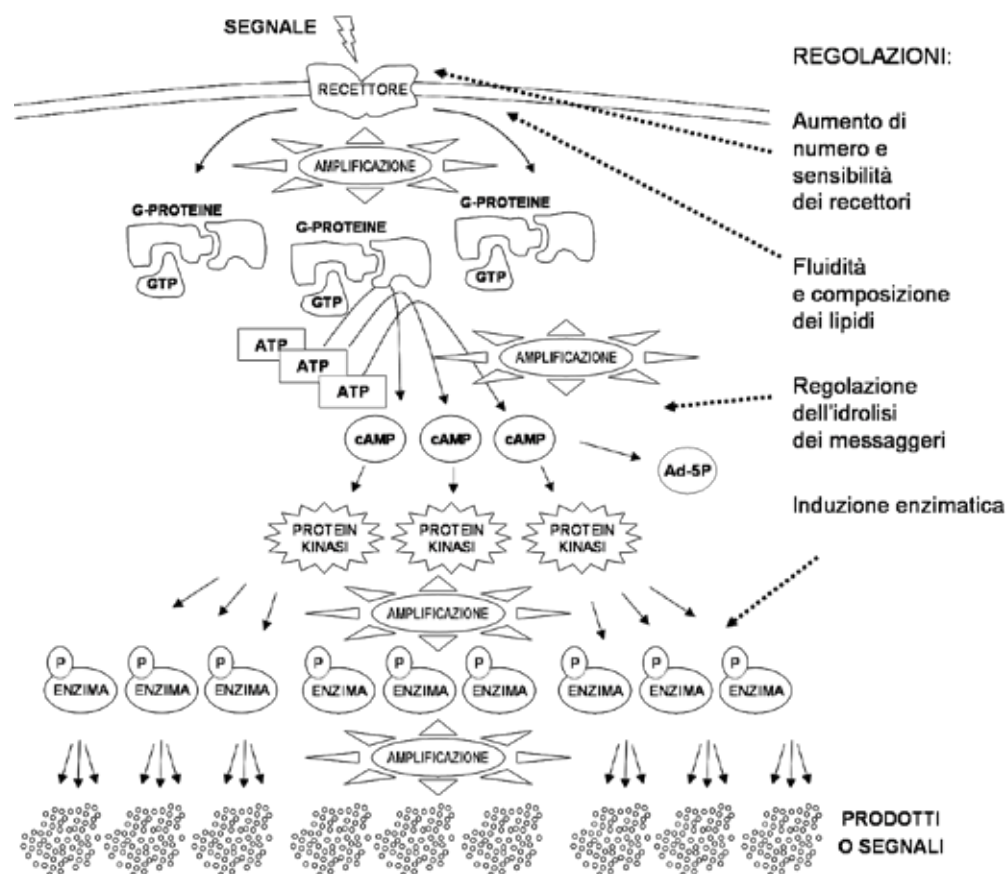 SEGNALE
RECETTORE
REGOLAZIONI:
AMPLIFICAZIONE
Aumento di
numero e
sensibilità
dei recettori
G-PROTEINE
GTP
G-PROTEINE
GTP
G-PROTEINE
GTP
Fluidità
e composizione
dei lipidi
ATP
ATP
ATP
AMPLIFICAZIONE
Regolazione
dell'idrolisi
dei messaggeri
cAMP
cAMP
cAMP
Ad-5P
Induzione enzimatica
PROTEIN
KINASI
PROTEIN
KINASI
PROTEIN
KINASI
AMPLIFICAZIONE
P
ENZIMA
P
ENZIMA
P
ENZIMA
P
ENZIMA
P
ENZIMA
P
ENZIMA
P
ENZIMA
P
ENZIMA
P
ENZIMA
AMPLIFICAZIONE
PRODOTTI
O SEGNALI